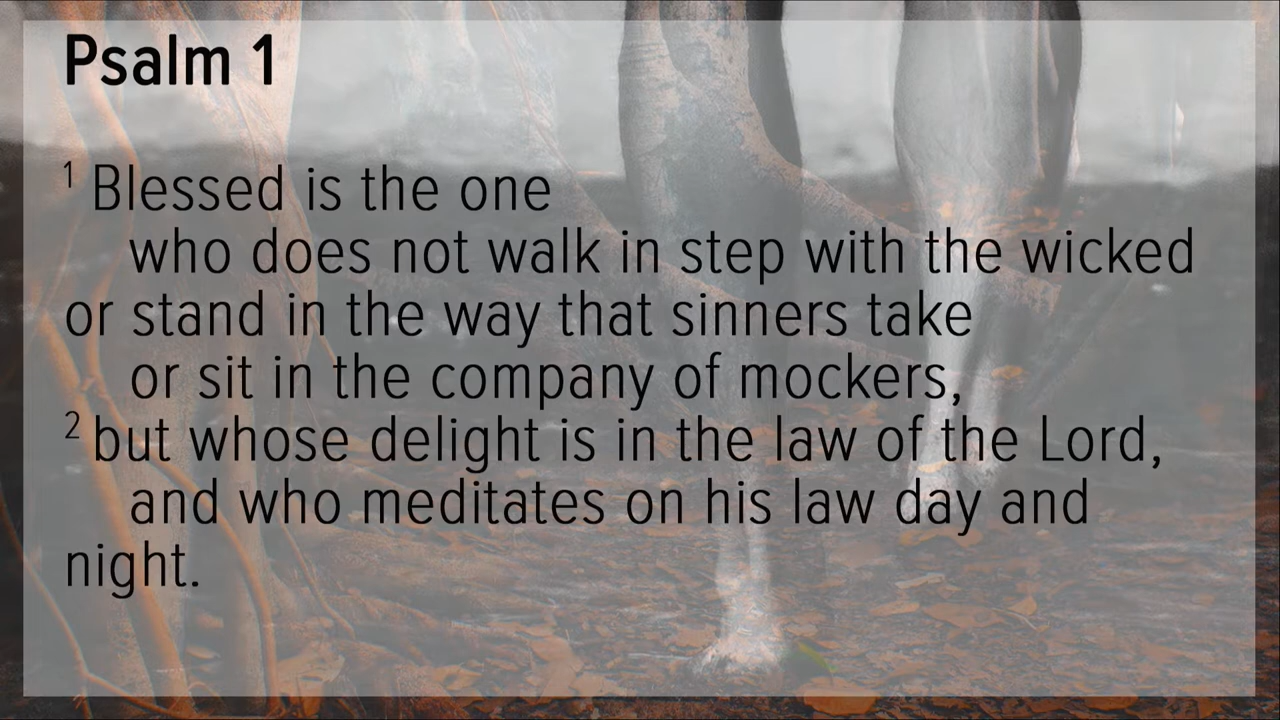 Psalm 1
1 Blessed is the one
who does not walk in step with the wicked
or stand in the way that sinners take
or sit in the company of mockers,
2 but whose delight is in the law of the Lord,
and who meditates on his law day and
night.